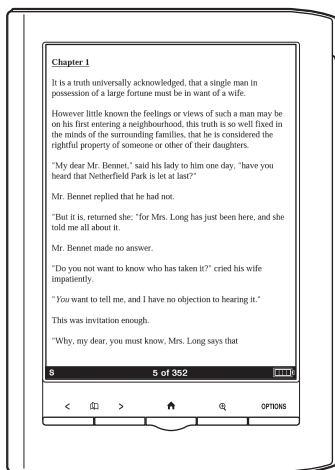 Chapter 1
It is a truth universally acknowledged, that a single man in
possession of a large fortune must be in want of a wife.
However little known the feelings or views of such a man may be
on his first entering a neighbourhood, this truth is so well fixed in
the minds of the surrounding families, that he is considered the
rightful property of someone or other of their daughters.
"My dear Mr. Bennet," said his lady to him one day, "have you
heard that Netherfield Park is let at last?"
Mr. Bennet replied that he had not.
"But it is, returned she; "for Mrs. Long has just been here, and she
told me all about it.
Mr. Bennet made no answer.
"Do you not want to know who has taken it?" cried his wife
impatiently.
"You want to tell me, and I have no objection to hearing it."
This was invitation enough.
"Why, my dear, you must know, Mrs. Long says that
S 5 of 352
OPTIONS